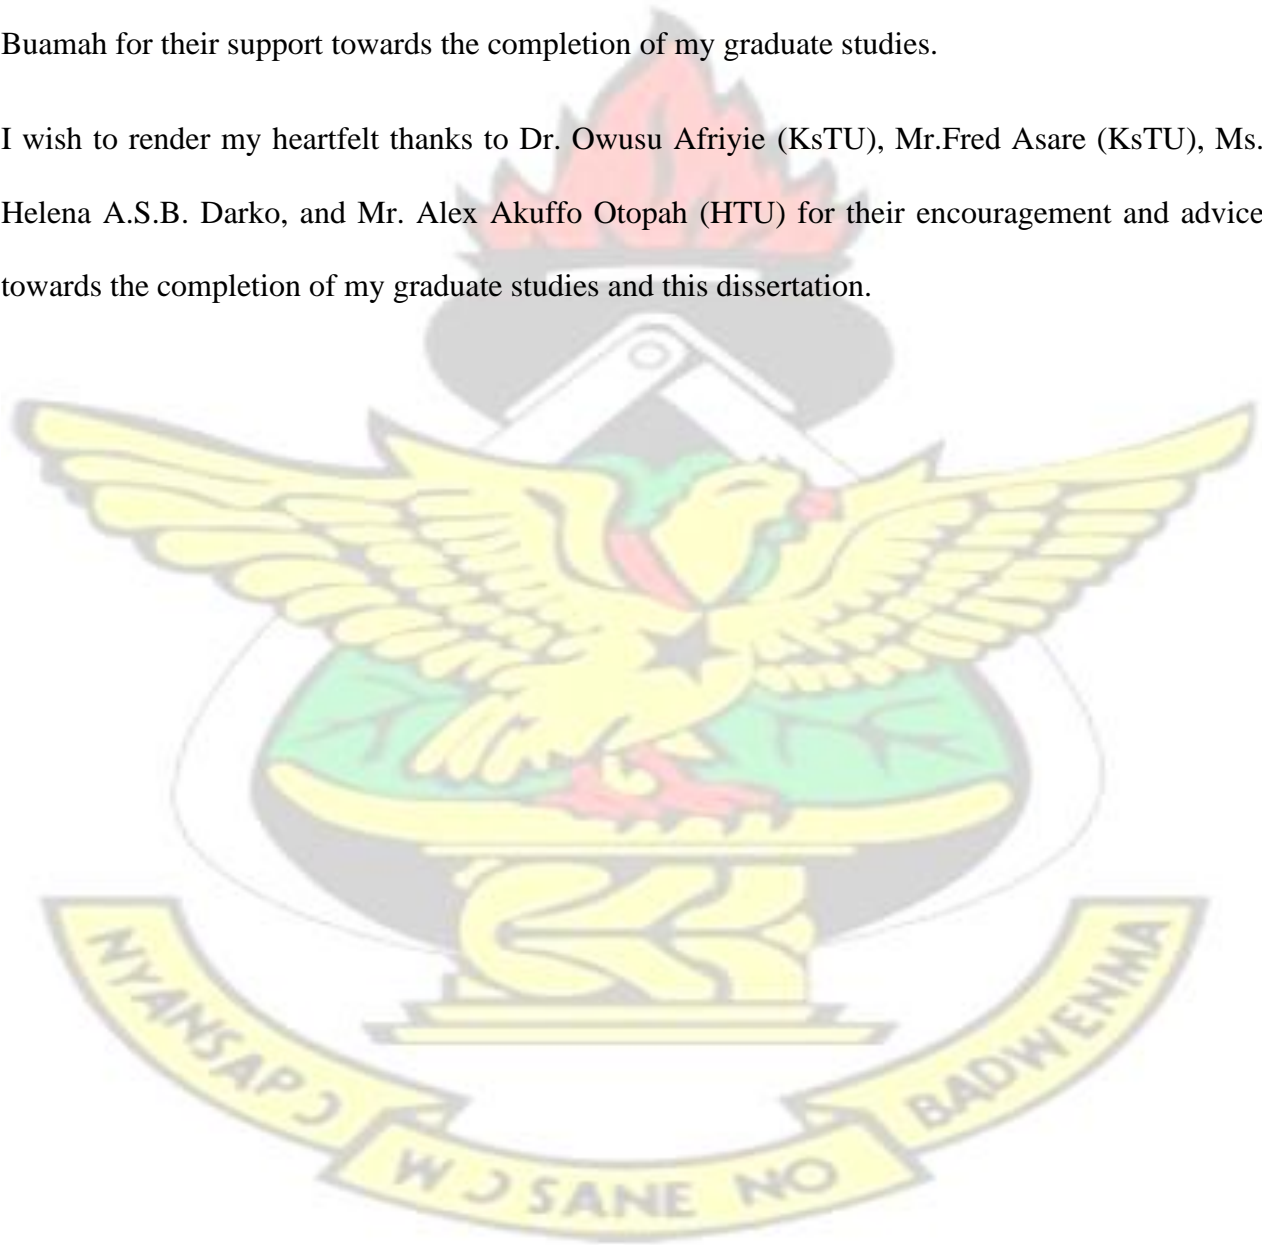 Buamah for their support towards the completion of my graduate studies.
I wish to render my heartfelt thanks to Dr. Owusu Afriyie (KsTU), Mr.Fred Asare (KsTU), Ms.
Helena A.S.B. Darko, and Mr. Alex Akuffo Otopah (HTU) for their encouragement and advice
towards the completion of my graduate studies and this dissertation.
NYANSAPƆ
WƆSANE NO
BADWENMA